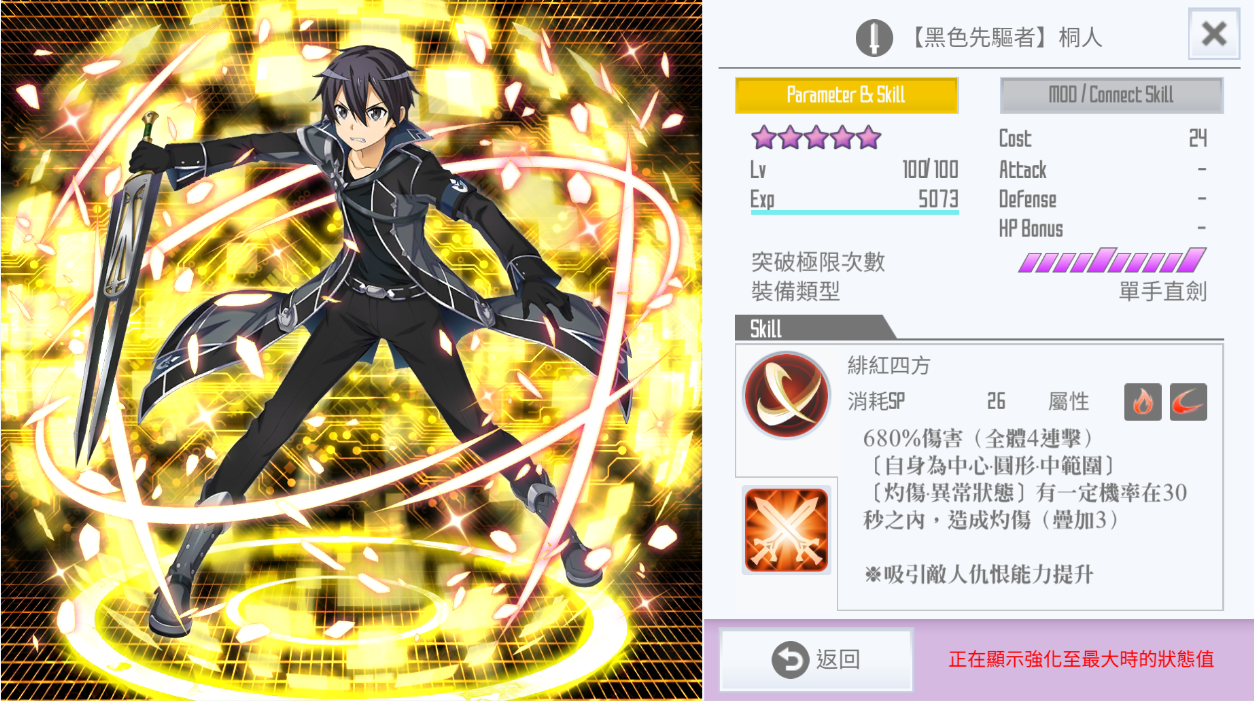 【黑色先驅者】桐人
Parameter & Skill
MOD / Connect Skill
Lv 100/100
Exp 5073
Cost 24
Attack -
Defense -
HP Bonus -
突破極限次數
裝備類型 單手直劍
Skill
緋紅四方
消耗SP 26 屬性
680%傷害（全體4連擊）
〔自身為中心·圓形·中範圍〕
〔灼傷·異常狀態〕有一定機率在30
秒之內，造成灼傷（疊加3）
※吸引敵人仇恨能力提升
返回
正在顯示強化至最大時的狀態值